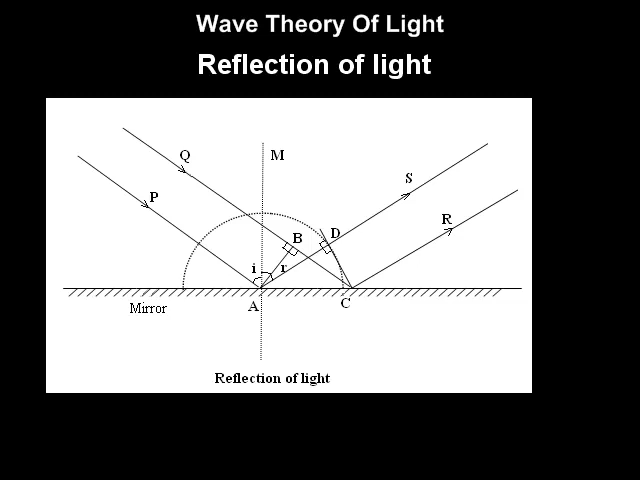 Wave Theory Of Light
Reflection of light
Q
M
P
S
R
B
D
i
r
Mirror
A
C
Reflection of light